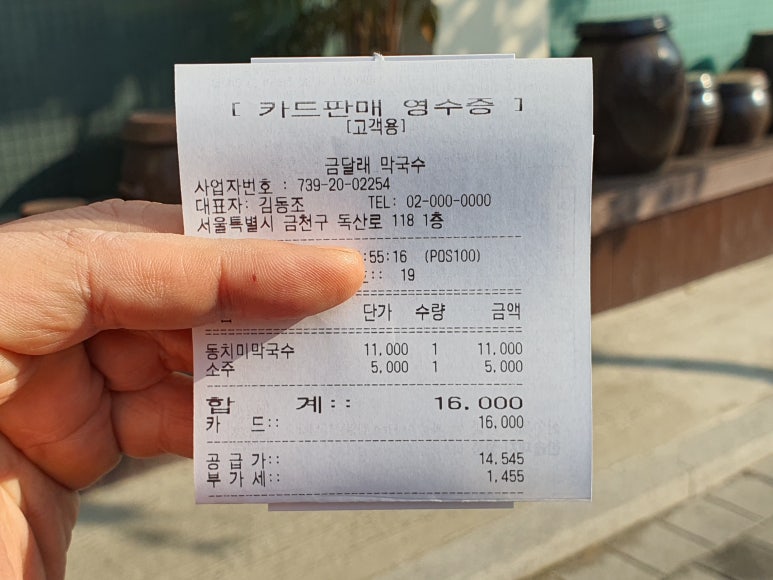 [ 카드판매 영수증 ]
[고객용]
금달래 막국수
사업자번호 : 739-20-02254
대표자: 김동조 TEL: 02-000-0000
서울특별시 금천구 독산로 118 1층
:55:16 (POS100)
:: 19
단가 수량 금액
동치미막국수 11,000 1 11,000
소주 5,000 1 5,000
합 계:: 16,000
카 드:: 16,000
공 급 가:: 14,545
부 가 세:: 1,455